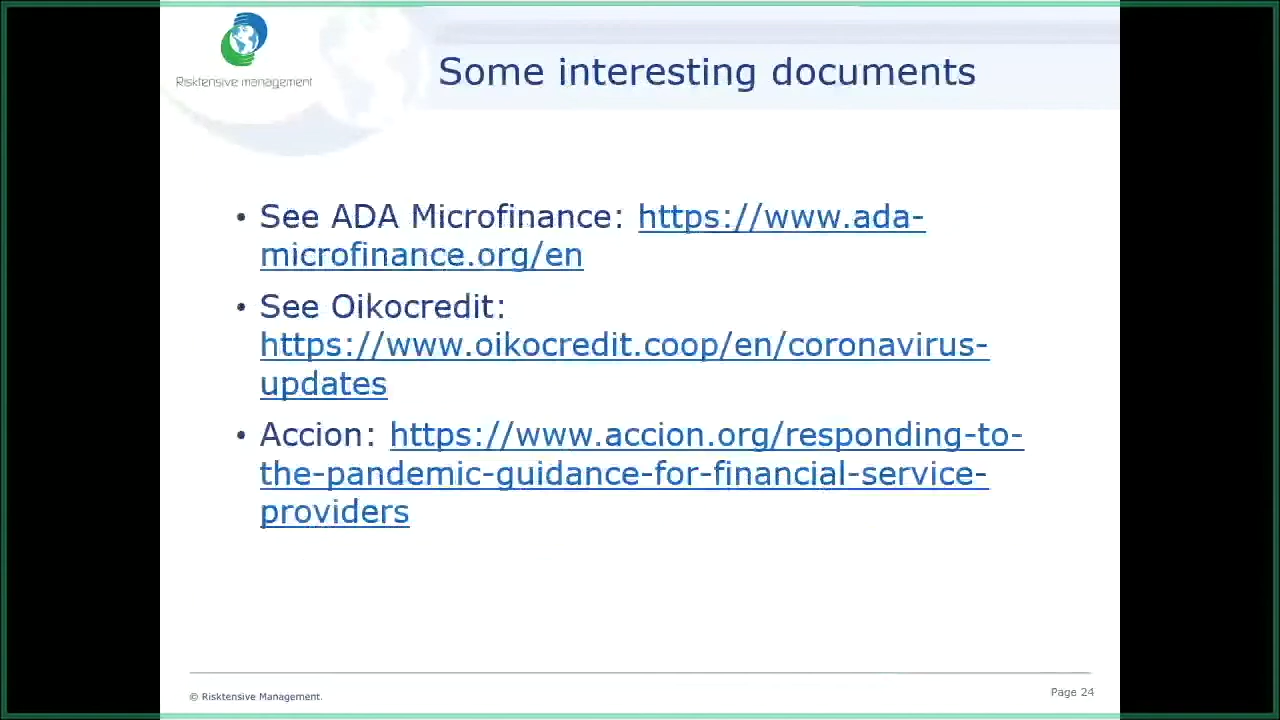 Risktensive management
Some interesting documents
• See ADA Microfinance: https://www.ada-
microfinance.org/en
• See Oikocredit:
https://www.oikocredit.coop/en/coronavirus-
updates
• Accion: https://www.accion.org/responding-to-
the-pandemic-guidance-for-financial-service-
providers
© Risktensive Management.
Page 24